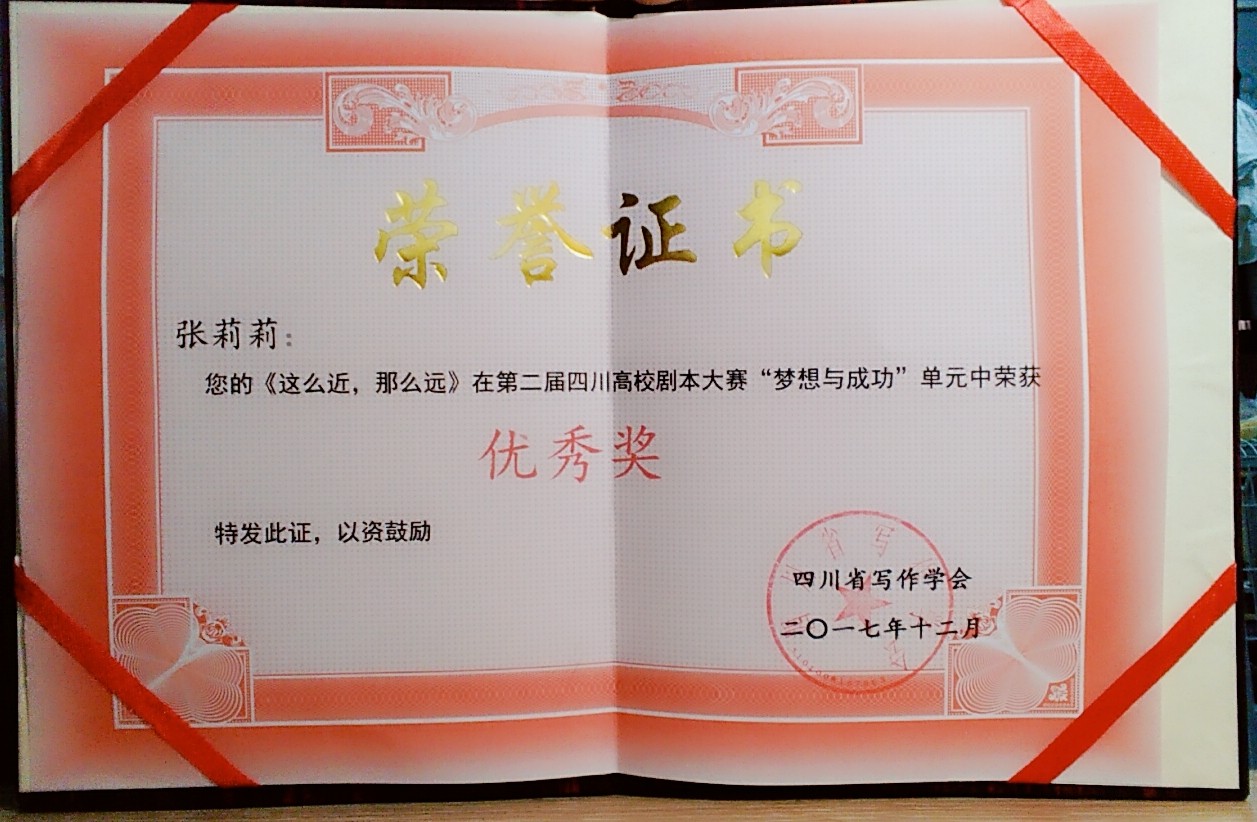 荣誉证书
张莉莉：
您的《这么近，那么远》在第二届四川高校剧本大赛“梦想与成功”单元中荣获
优秀奖
特发此证，以资鼓励
四川省写作学会
二〇一七年十二月